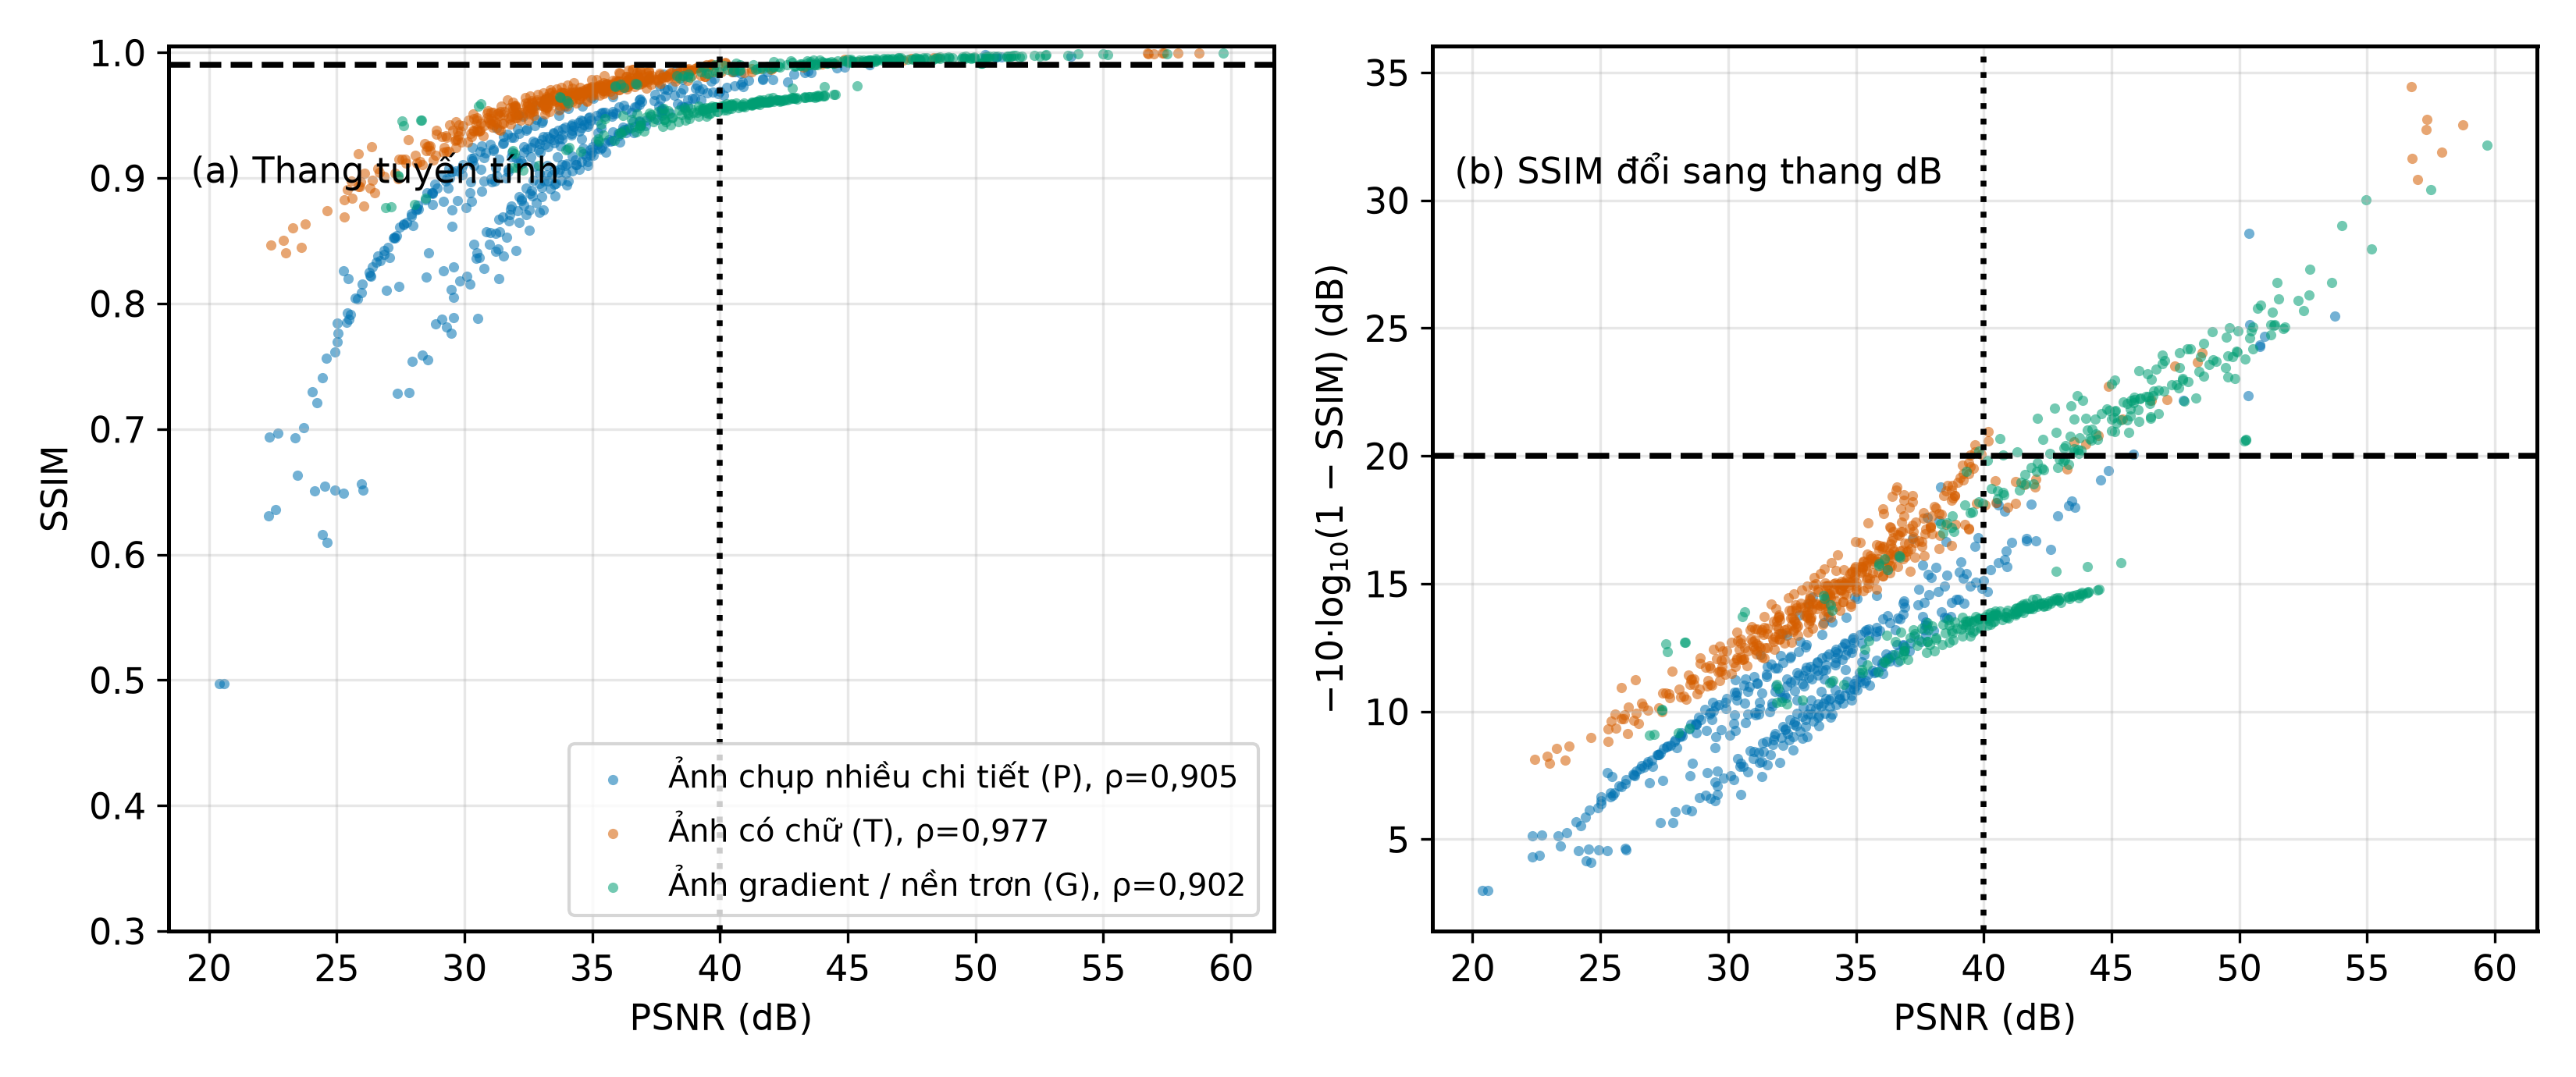 1.0
0.9
0.8
0.7
0.6
0.5
0.4
0.3
SSIM
(a) Thang tuyến tính
Ảnh chụp nhiều chi tiết (P), ρ=0,905
Ảnh có chữ (T), ρ=0,977
Ảnh gradient / nền trơn (G), ρ=0,902
20 25 30 35 40 45 50 55 60
PSNR (dB)
35
30
25
20
15
10
5
−10·log₁₀(1 − SSIM) (dB)
(b) SSIM đổi sang thang dB
20 25 30 35 40 45 50 55 60
PSNR (dB)